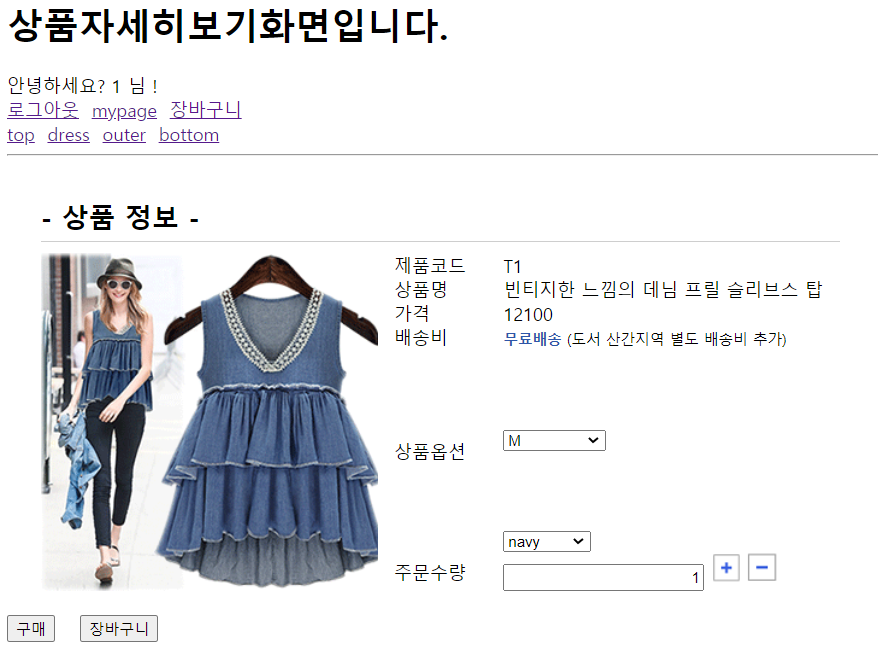 상품자세히보기화면입니다.
안녕하세요? 1 님 !
로그아웃 mypage 장바구니
top dress outer bottom
- 상품 정보 -
제품코드 T1
상품명 빈티지한 느낌의 데님 프릴 슬리브스 탑
가격 12100
배송비 무료배송 (도서 산간지역 별도 배송비 추가)
상품옵션 M
navy
주문수량 1 + -
구매 장바구니